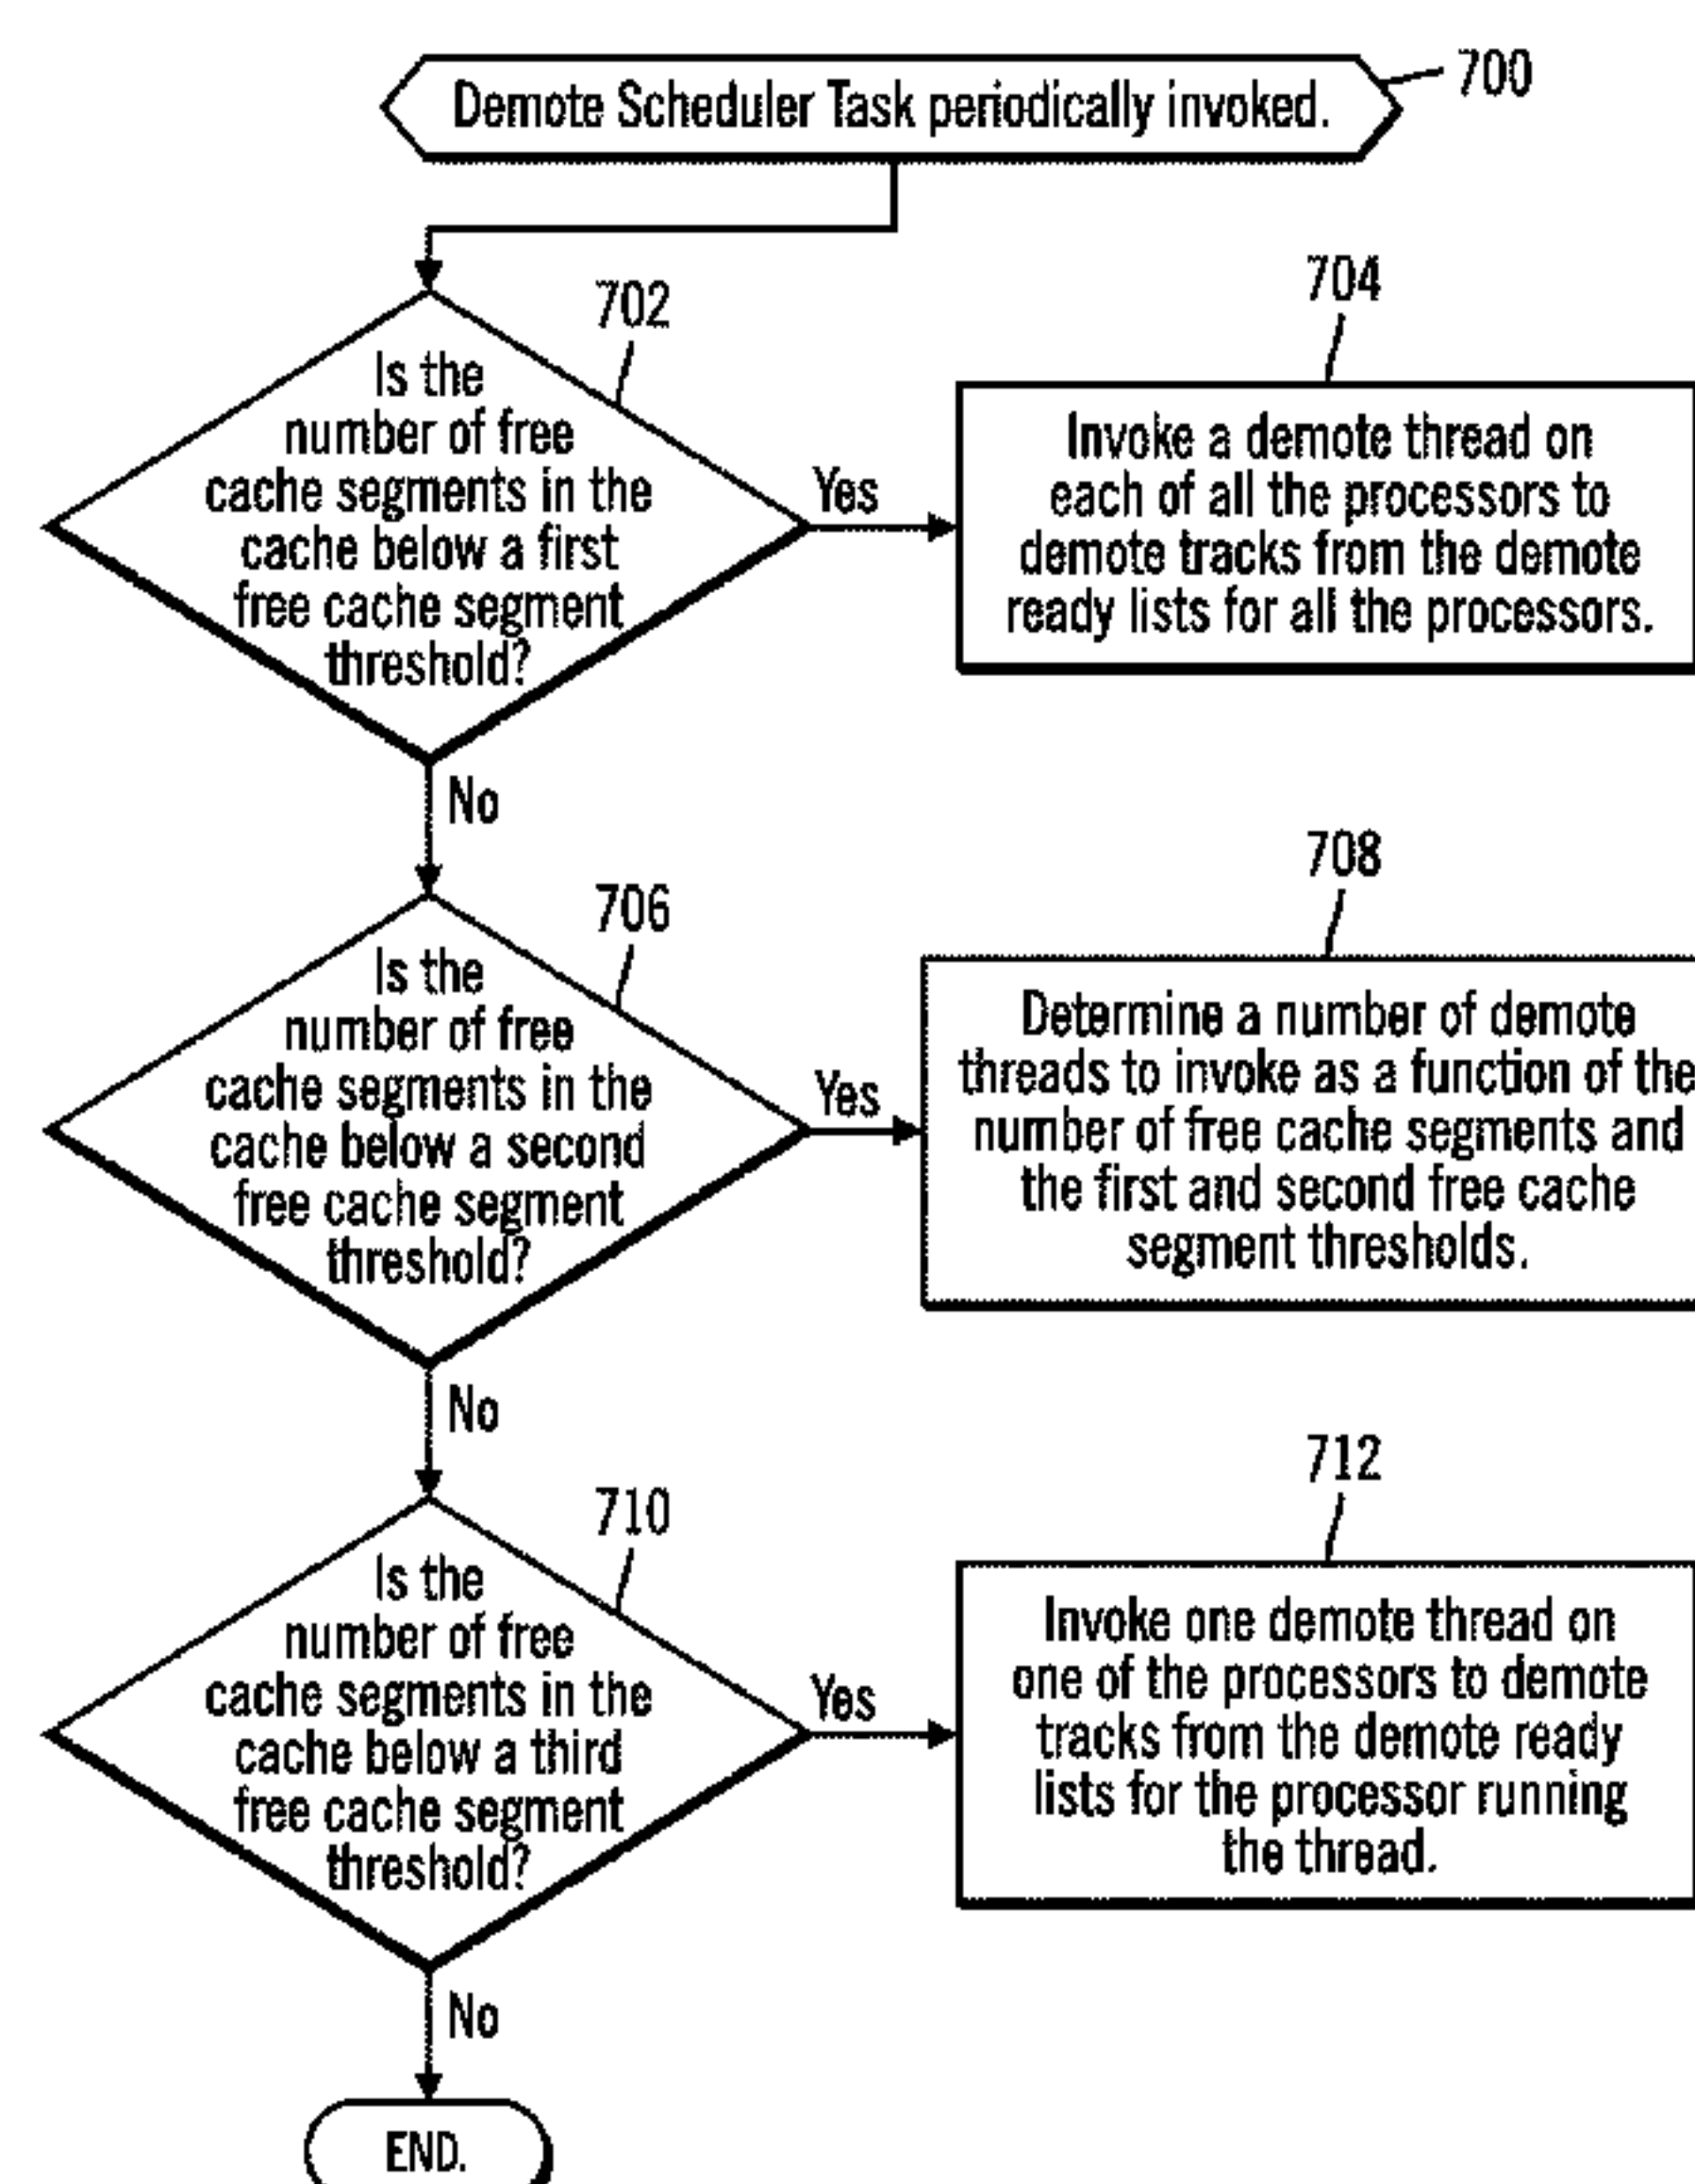 Demote Scheduler Task periodically invoked.
700
702
Is the
number of free
cache segments in the
cache below a first
free cache segment
threshold?
Yes
704
Invoke a demote thread on
each of all the processors to
demote tracks from the demote
ready lists for all the processors.
No
706
Is the
number of free
cache segments in the
cache below a second
free cache segment
threshold?
Yes
708
Determine a number of demote
threads to invoke as a function of the
number of free cache segments and
the first and second free cache
segment thresholds.
No
710
Is the
number of free
cache segments in the
cache below a third
free cache segment
threshold?
Yes
712
Invoke one demote thread on
one of the processors to demote
tracks from the demote ready
lists for the processor running
the thread.
No
END.